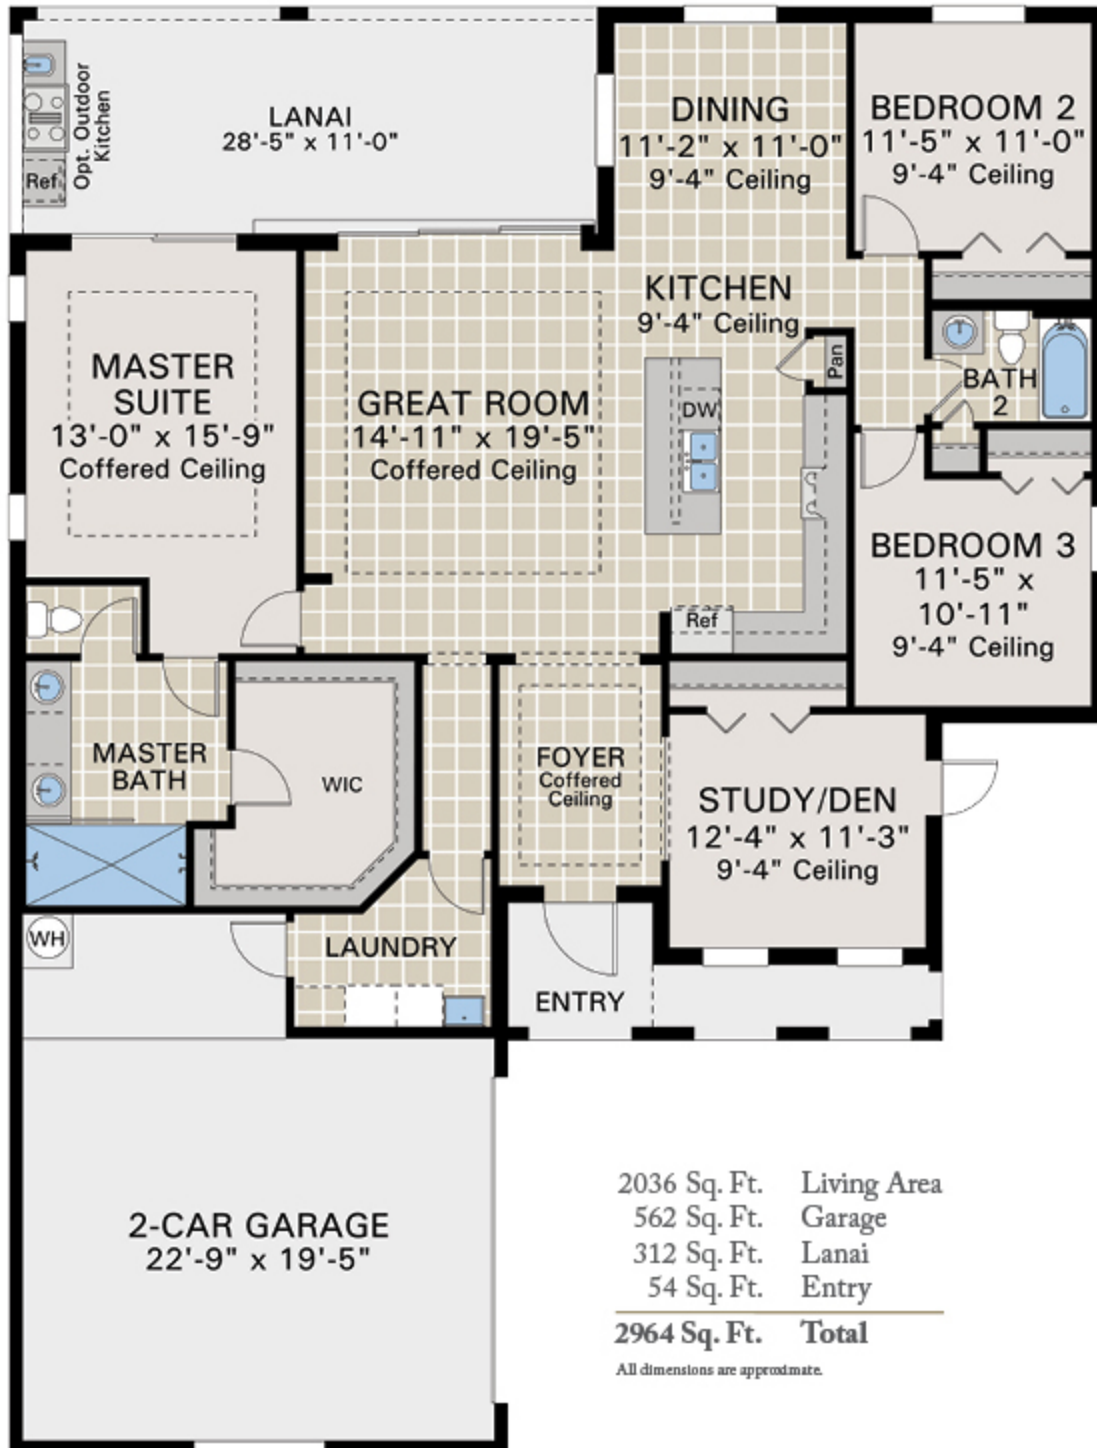 LANAI
28'-5" x 11'-0"
Opt. Outdoor
Kitchen
Ref
DINING
11'-2" x 11'-0"
9'-4" Ceiling
BEDROOM 2
11'-5" x 11'-0"
9'-4" Ceiling
KITCHEN
9'-4" Ceiling
Pan
BATH
2
MASTER
SUITE
13'-0" x 15'-9"
Coffered Ceiling
GREAT ROOM
14'-11" x 19'-5"
Coffered Ceiling
DW
Ref
BEDROOM 3
11'-5" x
10'-11"
9'-4" Ceiling
MASTER
BATH
WIC
FOYER
Coffered
Ceiling
STUDY/DEN
12'-4" x 11'-3"
9'-4" Ceiling
WH
LAUNDRY
ENTRY
2-CAR GARAGE
22'-9" x 19'-5"
2036 Sq. Ft. Living Area
562 Sq. Ft. Garage
312 Sq. Ft. Lanai
54 Sq. Ft. Entry
2964 Sq. Ft. Total
All dimensions are approximate.